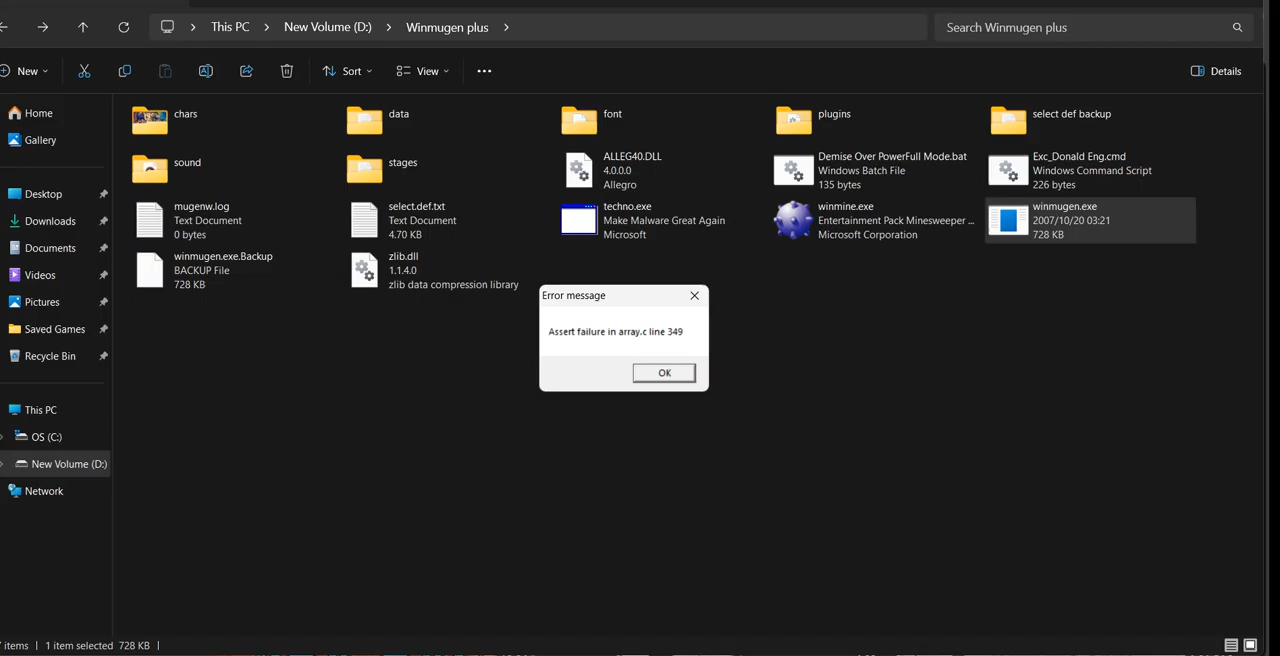 This PC
New Volume (D:)
Winmugen plus
Search Winmugen plus
New
Sort
View
Details
Home
Gallery
Desktop
Downloads
Documents
Videos
Pictures
Saved Games
Recycle Bin
This PC
OS (C:)
New Volume (D:)
Network
chars
data
font
plugins
select def backup
sound
stages
ALLEG40.DLL
4.0.0.0
Allegro
Demise Over PowerFull Mode.bat
Windows Batch File
135 bytes
Exc_Donald Eng.cmd
Windows Command Script
226 bytes
mugenw.log
Text Document
0 bytes
select.def.txt
Text Document
4.70 KB
techno.exe
Make Malware Great Again
Microsoft
winmine.exe
Entertainment Pack Minesweeper ...
Microsoft Corporation
winmugen.exe
2007/10/20 03:21
728 KB
winmugen.exe.Backup
BACKUP File
728 KB
zlib.dll
1.1.4.0
zlib data compression library
Error message
Assert failure in array.c line 349
OK
items
1 item selected 728 KB